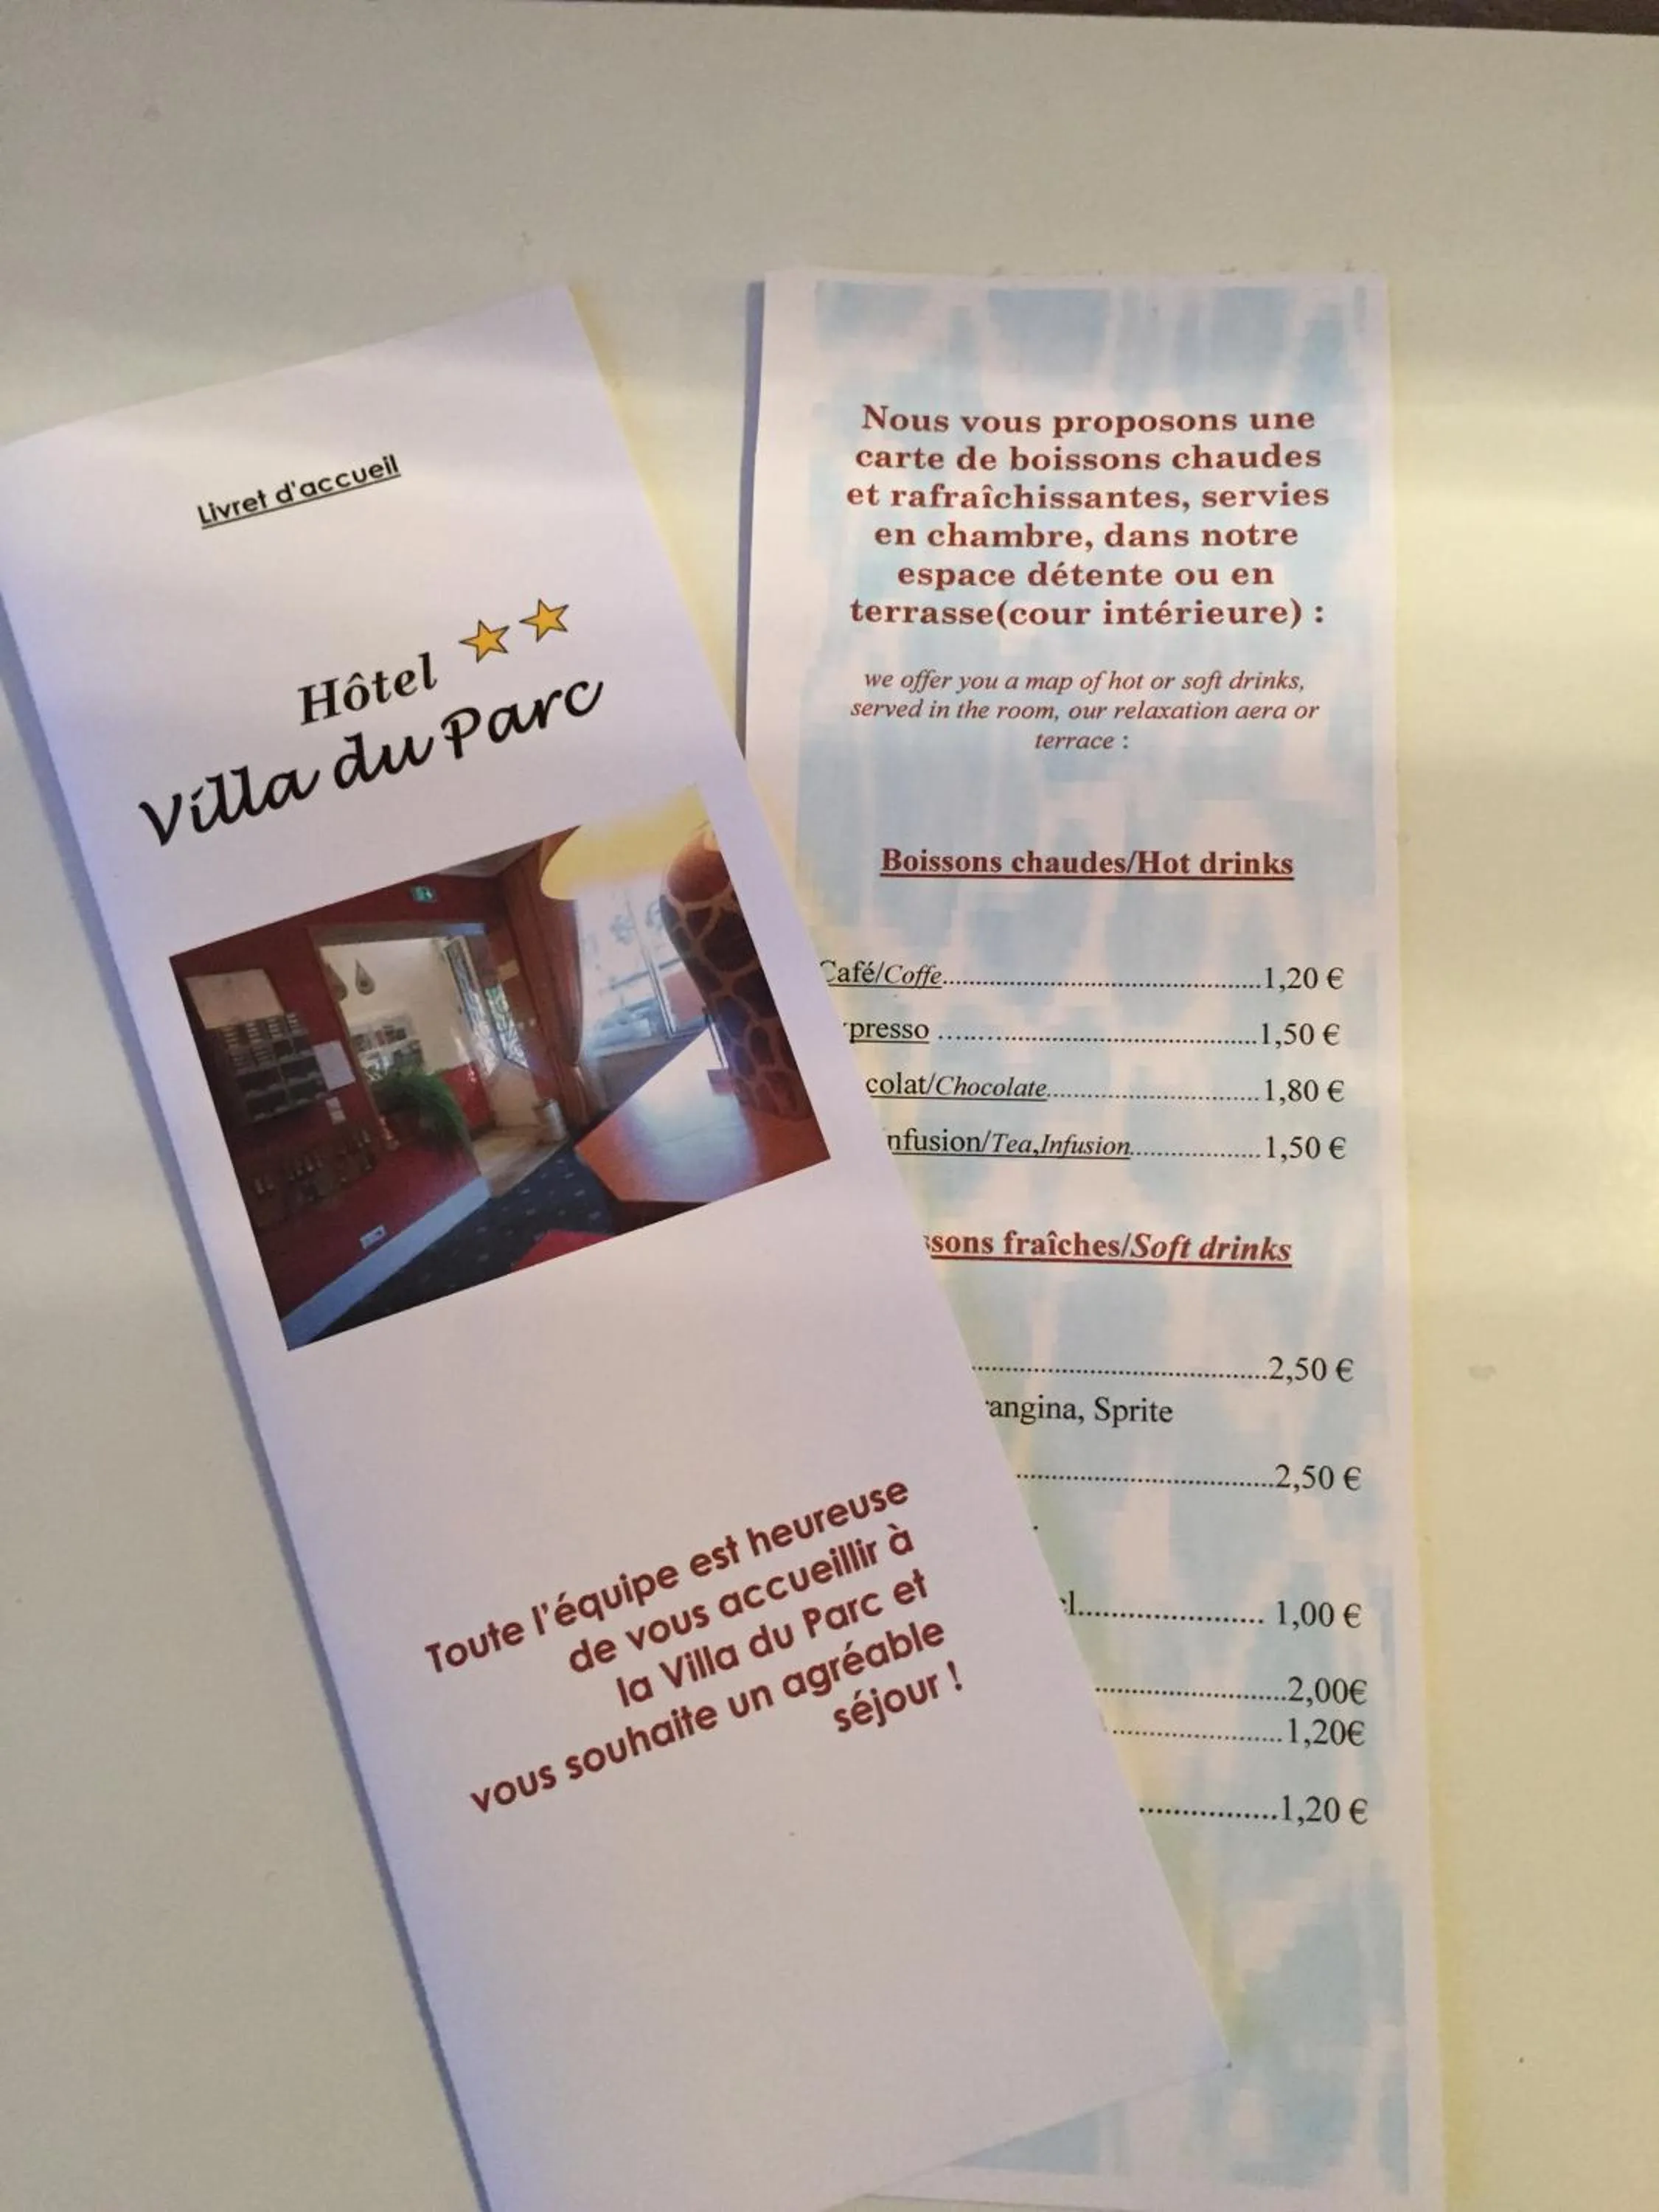 Livret d'accueil
Hôtel
Villa du Parc
Toute l'équipe est heureuse
de vous accueillir à
la Villa du Parc et
vous souhaite un agréable
séjour !
Nous vous proposons une
carte de boissons chaudes
et rafraîchissantes, servies
en chambre, dans notre
espace détente ou en
terrasse(cour intérieure) :
we offer you a map of hot or soft drinks,
served in the room, our relaxation aera or
terrace :
Boissons chaudes/Hot drinks
Café/Coffe.....1,20 €
presso .....1,50 €
colat/Chocolate.....1,80 €
nfusion/Tea,Infusion.....1,50 €
sons fraîches/Soft drinks
.....2,50 €
angina, Sprite
.....2,50 €
l..... 1,00 €
.....2,00€
.....1,20€
.....1,20 €